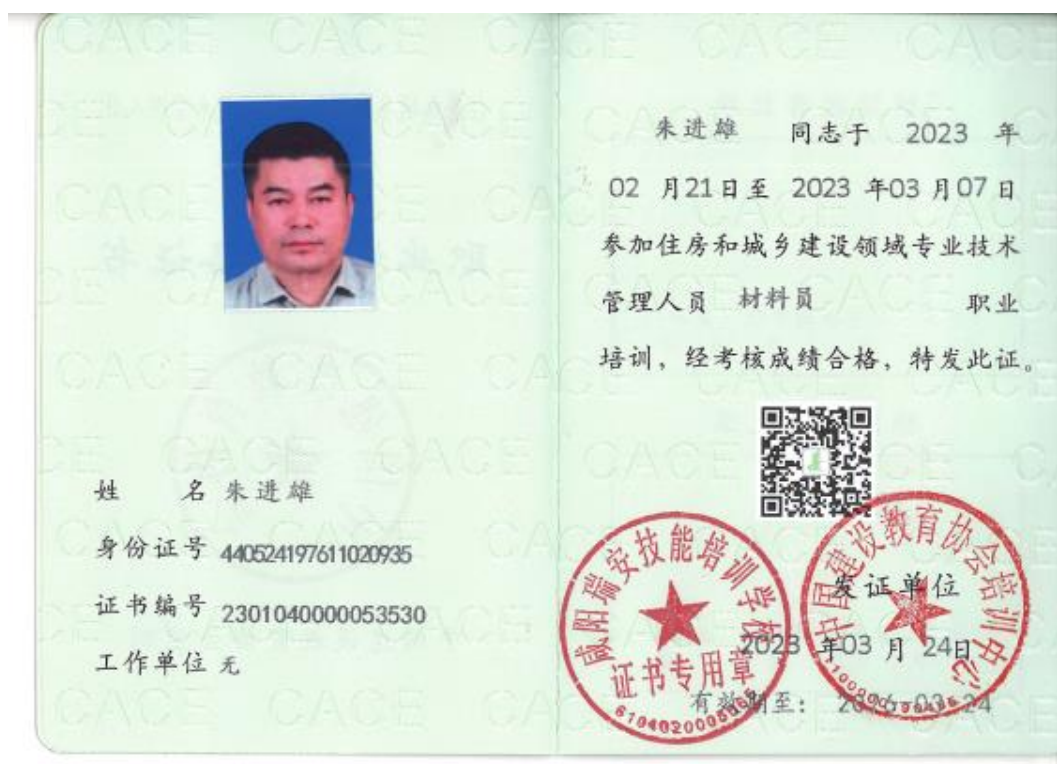 朱进雄 同志于 2023 年
02 月21日至 2023 年03 月07日
参加住房和城乡建设领域专业技术
管理人员 材料员 职业
培训，经考核成绩合格，特发此证。
姓 名 朱进雄
身份证号 440524197611020935
证书编号 2301040000053530
工作单位 无
咸阳瑞安技能培训学校
证书专用章
中国建设教育协会培训中心
发证单位
2023 年03 月 24日
有效期至： 2026-03-24
CACE